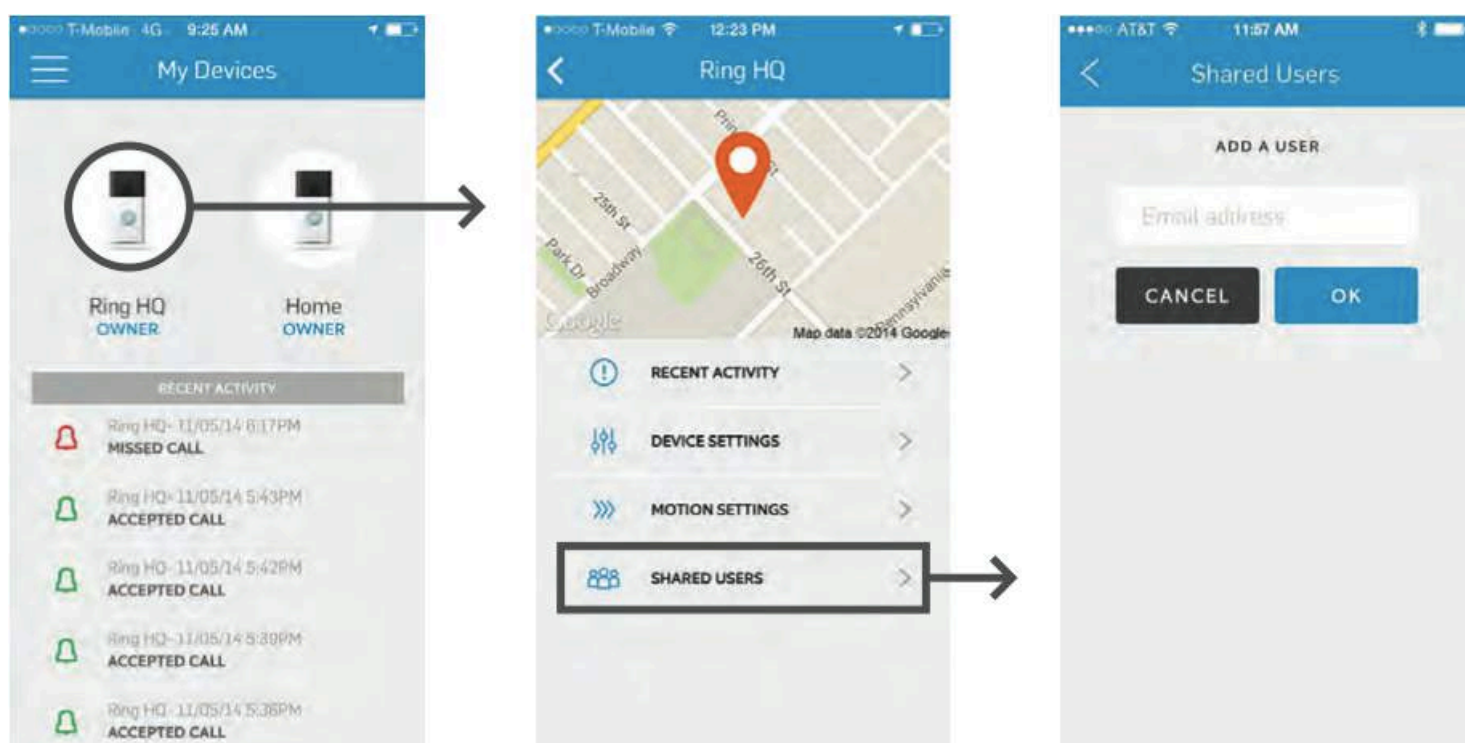 T-Mobile 4G 9:25 AM
My Devices
Ring HQ
OWNER
Home
OWNER
RECENT ACTIVITY
Ring HQ- 11/05/14 6:17PM
MISSED CALL
Ring HQ- 11/05/14 5:43PM
ACCEPTED CALL
Ring HQ- 11/05/14 5:42PM
ACCEPTED CALL
Ring HQ- 11/05/14 5:39PM
ACCEPTED CALL
Ring HQ- 11/05/14 5:36PM
ACCEPTED CALL
T-Mobile 12:23 PM
Ring HQ
25th St
Park Dr
Broadway
26th St
Pennsylvania
Google
Map data ©2014 Google
RECENT ACTIVITY
DEVICE SETTINGS
MOTION SETTINGS
SHARED USERS
AT&T 11:57 AM
Shared Users
ADD A USER
Email address
CANCEL
OK